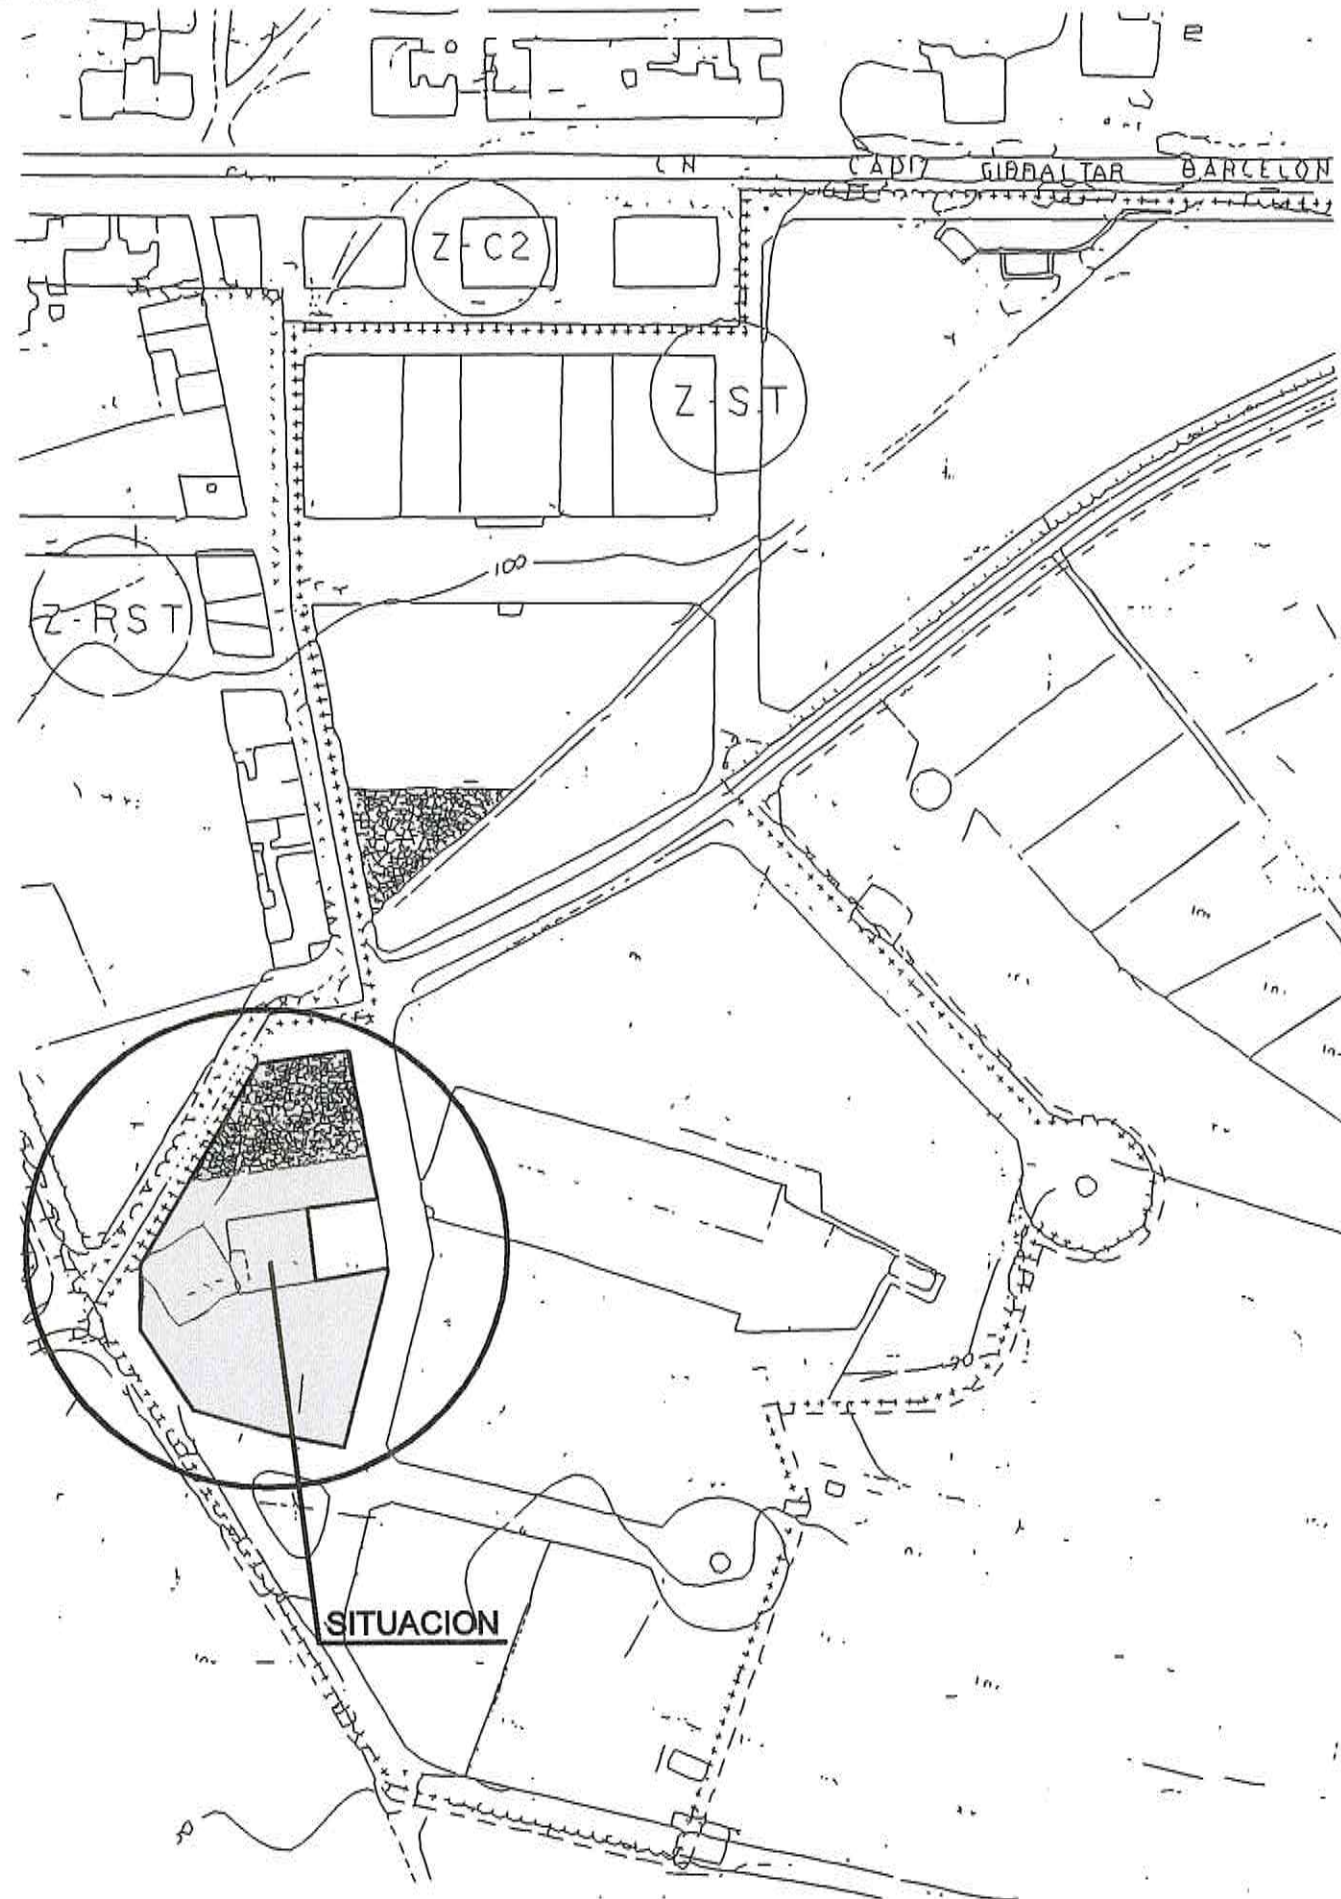 CN CADIZ GIBRALTAR BARCELON
Z-C2
Z-ST
100
Z-RST
SITUACION